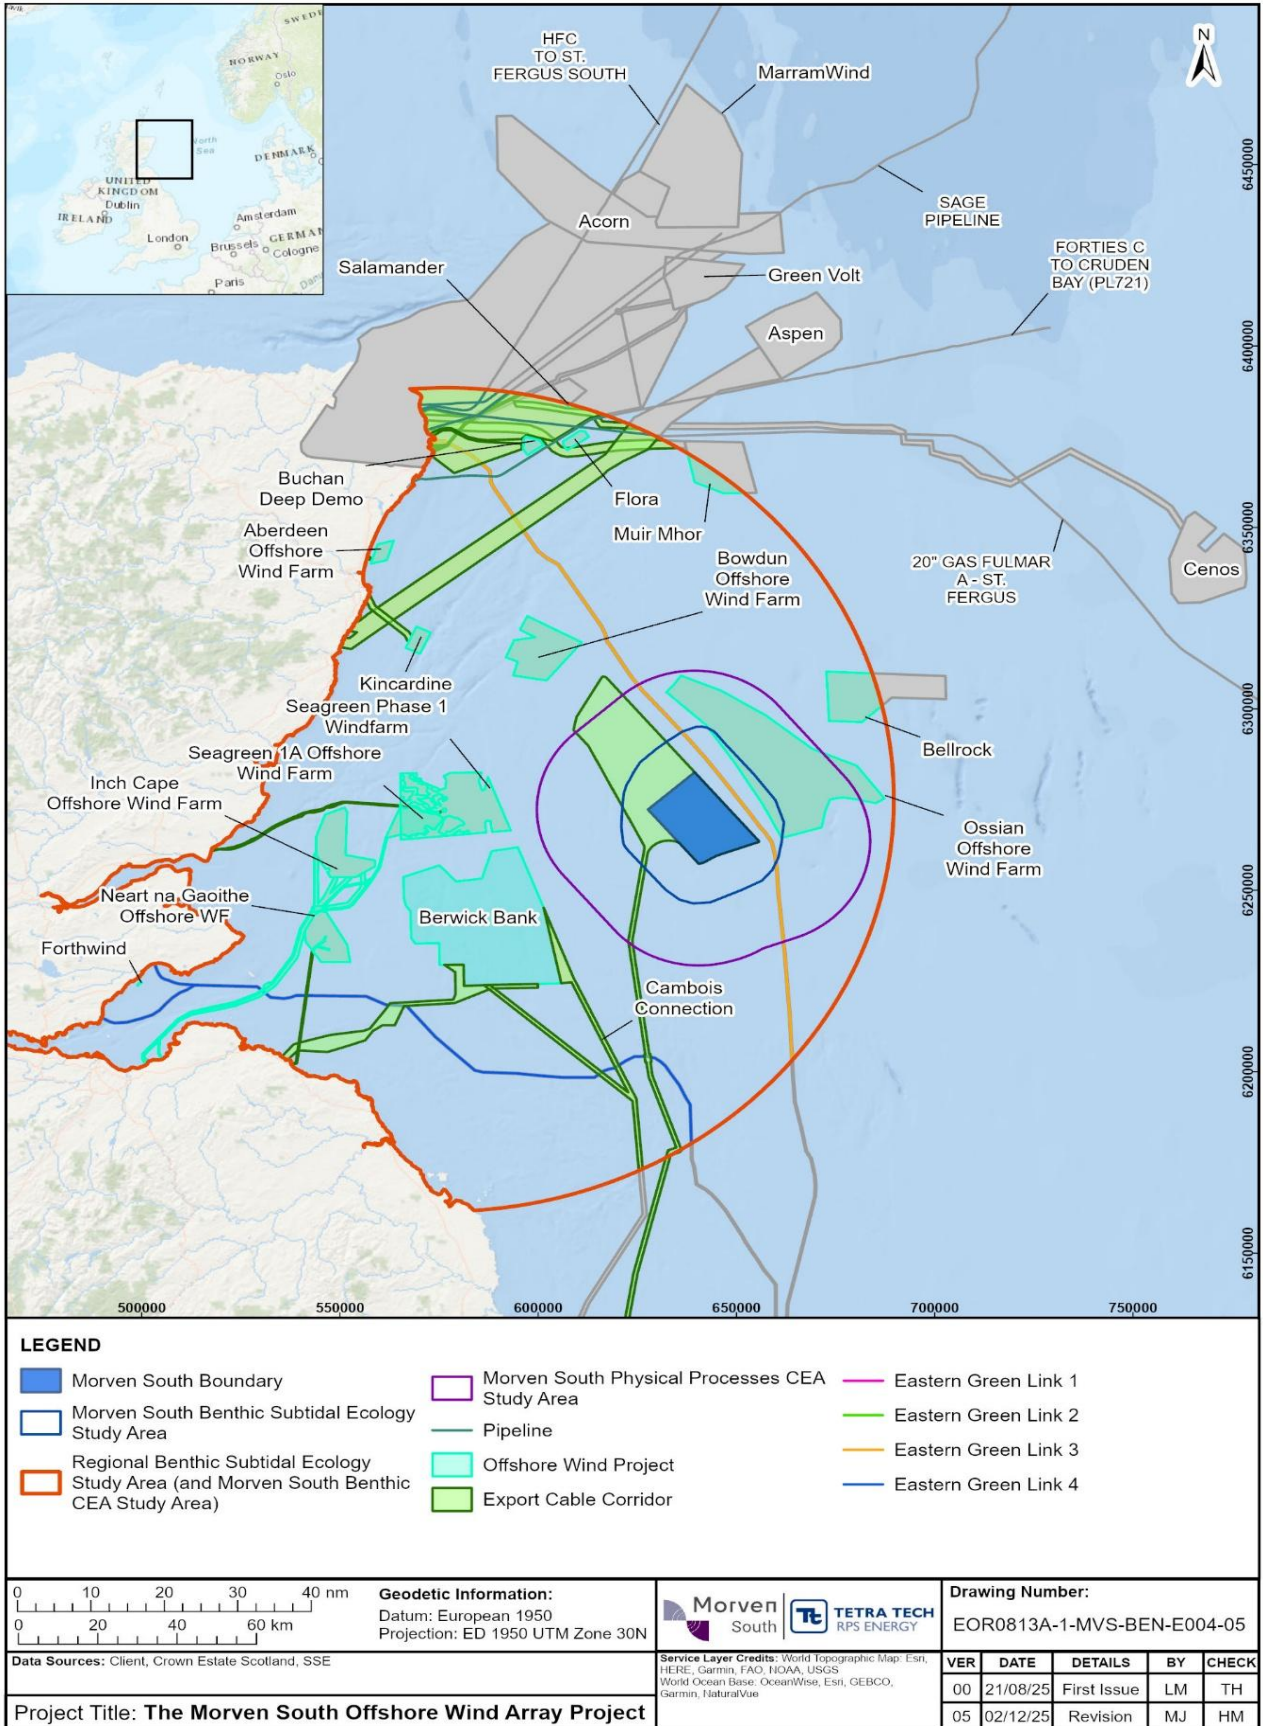 SWEDE
NORWAY
Oslo
North
Sea
DENMARK
UNITED
KINGDOM
Dublin
IRELAND
Amsterdam
London
Brussels
GERMAN
Cologne
Paris
N
HFC
TO ST.
FERGUS SOUTH
MarramWind
SAGE
PIPELINE
Acorn
FORTIES C
TO CRUDEN
BAY (PL721)
Salamander
Green Volt
Aspen
Buchan
Deep Demo
Flora
Muir Mhor
Aberdeen
Offshore
Wind Farm
Bowdun
Offshore
Wind Farm
20" GAS FULMAR
A - ST.
FERGUS
Cenos
Kincardine
Seagreen Phase 1
Windfarm
Seagreen 1A Offshore
Wind Farm
Inch Cape
Offshore Wind Farm
Bellrock
Ossian
Offshore
Wind Farm
Neart na Gaoithe
Offshore WF
Berwick Bank
Forthwind
Cambois
Connection
6450000
6400000
6350000
6300000
6250000
6200000
6150000
500000
550000
600000
650000
700000
750000
LEGEND
Morven South Boundary
Morven South Benthic Subtidal Ecology
Study Area
Regional Benthic Subtidal Ecology
Study Area (and Morven South Benthic
CEA Study Area)
Morven South Physical Processes CEA
Study Area
Pipeline
Offshore Wind Project
Export Cable Corridor
Eastern Green Link 1
Eastern Green Link 2
Eastern Green Link 3
Eastern Green Link 4
0 10 20 30 40 nm
0 20 40 60 km
Geodetic Information:
Datum: European 1950
Projection: ED 1950 UTM Zone 30N
Data Sources: Client, Crown Estate Scotland, SSE
Project Title: The Morven South Offshore Wind Array Project
Morven
South
Tt
TETRA TECH
RPS ENERGY
Service Layer Credits: World Topographic Map: Esri,
HERE, Garmin, FAO, NOAA, USGS
World Ocean Base: OceanWise, Esri, GEBCO,
Garmin, NaturalVue
Drawing Number:
EOR0813A-1-MVS-BEN-E004-05
VER DATE DETAILS BY CHECK
00 21/08/25 First Issue LM TH
05 02/12/25 Revision MJ HM